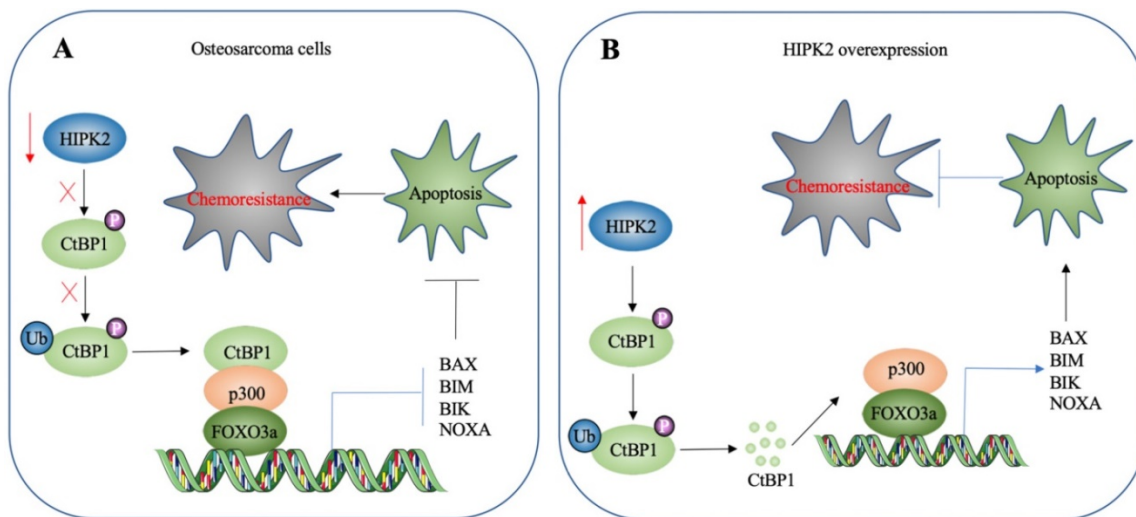 A
Osteosarcoma cells
HIPK2
P
CtBP1
Ub
P
CtBP1
Chemoresistance
Apoptosis
CtBP1
p300
FOXO3a
BAX
BIM
BIK
NOXA
B
HIPK2 overexpression
HIPK2
P
CtBP1
Ub
P
CtBP1
CtBP1
Chemoresistance
Apoptosis
p300
FOXO3a
BAX
BIM
BIK
NOXA